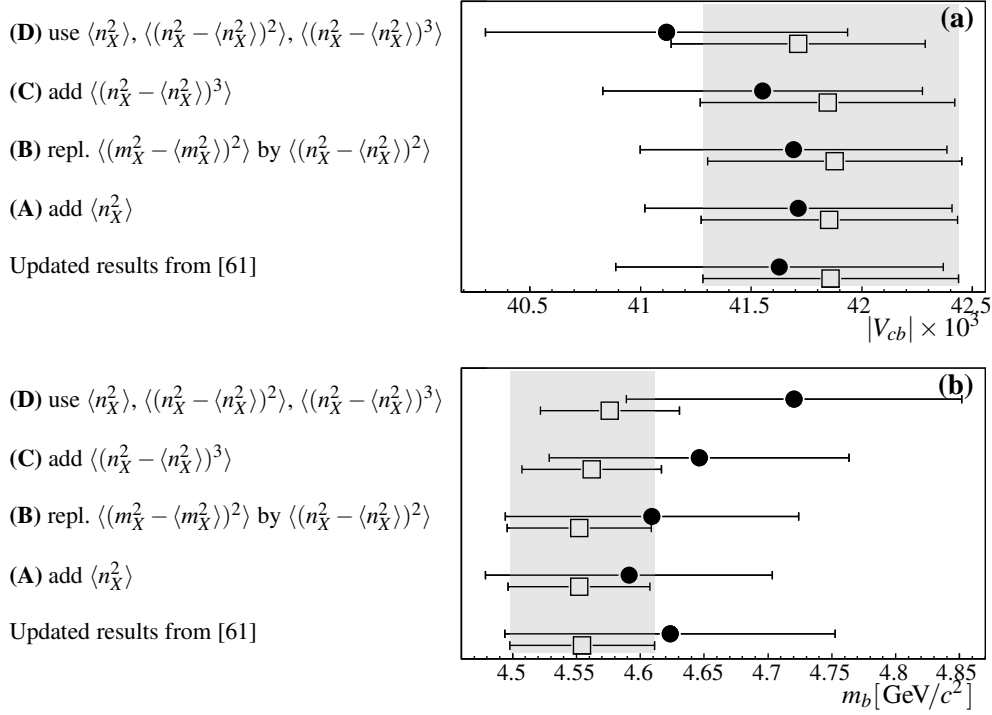 (a)
(D) use ⟨n_X^2⟩, ⟨(n_X^2 − ⟨n_X^2⟩)^2⟩, ⟨(n_X^2 − ⟨n_X^2⟩)^3⟩
(C) add ⟨(n_X^2 − ⟨n_X^2⟩)^3⟩
(B) repl. ⟨(m_X^2 − ⟨m_X^2⟩)^2⟩ by ⟨(n_X^2 − ⟨n_X^2⟩)^2⟩
(A) add ⟨n_X^2⟩
Updated results from [61]
40.5 41 41.5 42 42.5
|V_{cb}| × 10^3
(b)
(D) use ⟨n_X^2⟩, ⟨(n_X^2 − ⟨n_X^2⟩)^2⟩, ⟨(n_X^2 − ⟨n_X^2⟩)^3⟩
(C) add ⟨(n_X^2 − ⟨n_X^2⟩)^3⟩
(B) repl. ⟨(m_X^2 − ⟨m_X^2⟩)^2⟩ by ⟨(n_X^2 − ⟨n_X^2⟩)^2⟩
(A) add ⟨n_X^2⟩
Updated results from [61]
4.5 4.55 4.6 4.65 4.7 4.75 4.8 4.85
m_b[GeV/c^2]